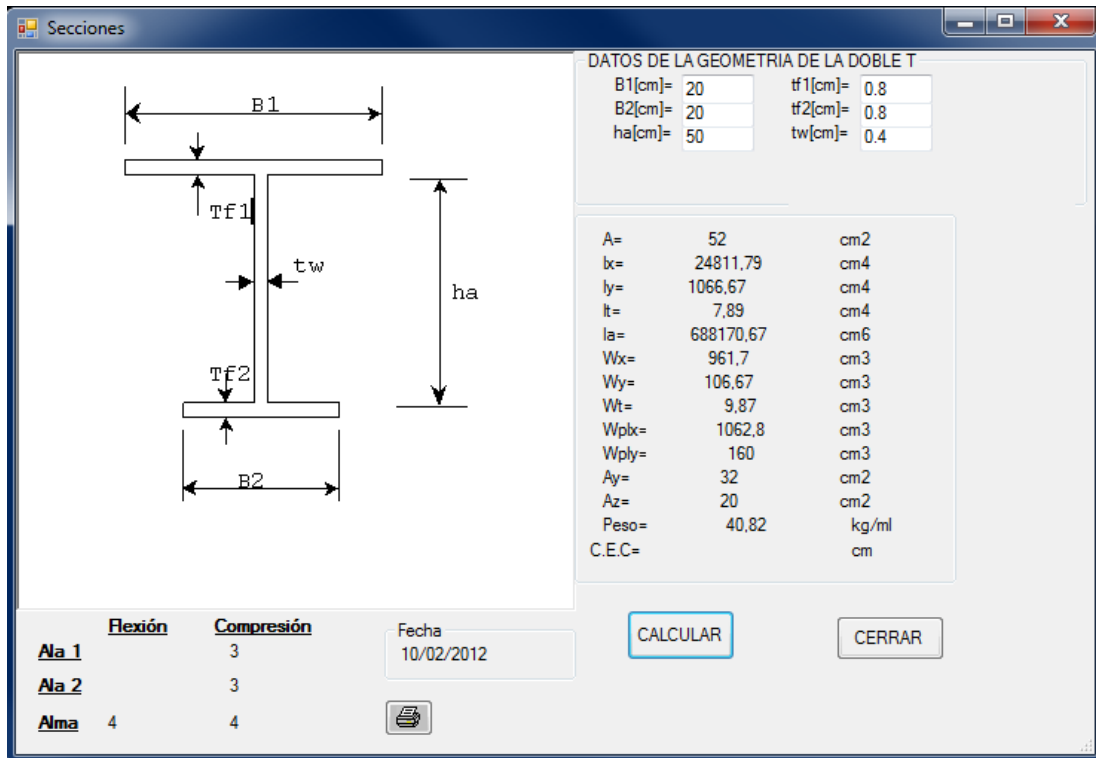 Secciones
B1
Tf1
tw
ha
Tf2
B2
DATOS DE LA GEOMETRIA DE LA DOBLE T
B1[cm]= 20 tf1[cm]= 0.8
B2[cm]= 20 tf2[cm]= 0.8
ha[cm]= 50 tw[cm]= 0.4
A= 52 cm2
Ix= 24811,79 cm4
Iy= 1066,67 cm4
It= 7,89 cm4
Ia= 688170,67 cm6
Wx= 961,7 cm3
Wy= 106,67 cm3
Wt= 9,87 cm3
Wplx= 1062,8 cm3
Wply= 160 cm3
Ay= 32 cm2
Az= 20 cm2
Peso= 40,82 kg/ml
C.E.C= cm
Flexión Compresión
Ala 1 3
Ala 2 3
Alma 4 4
Fecha
10/02/2012
CALCULAR
CERRAR